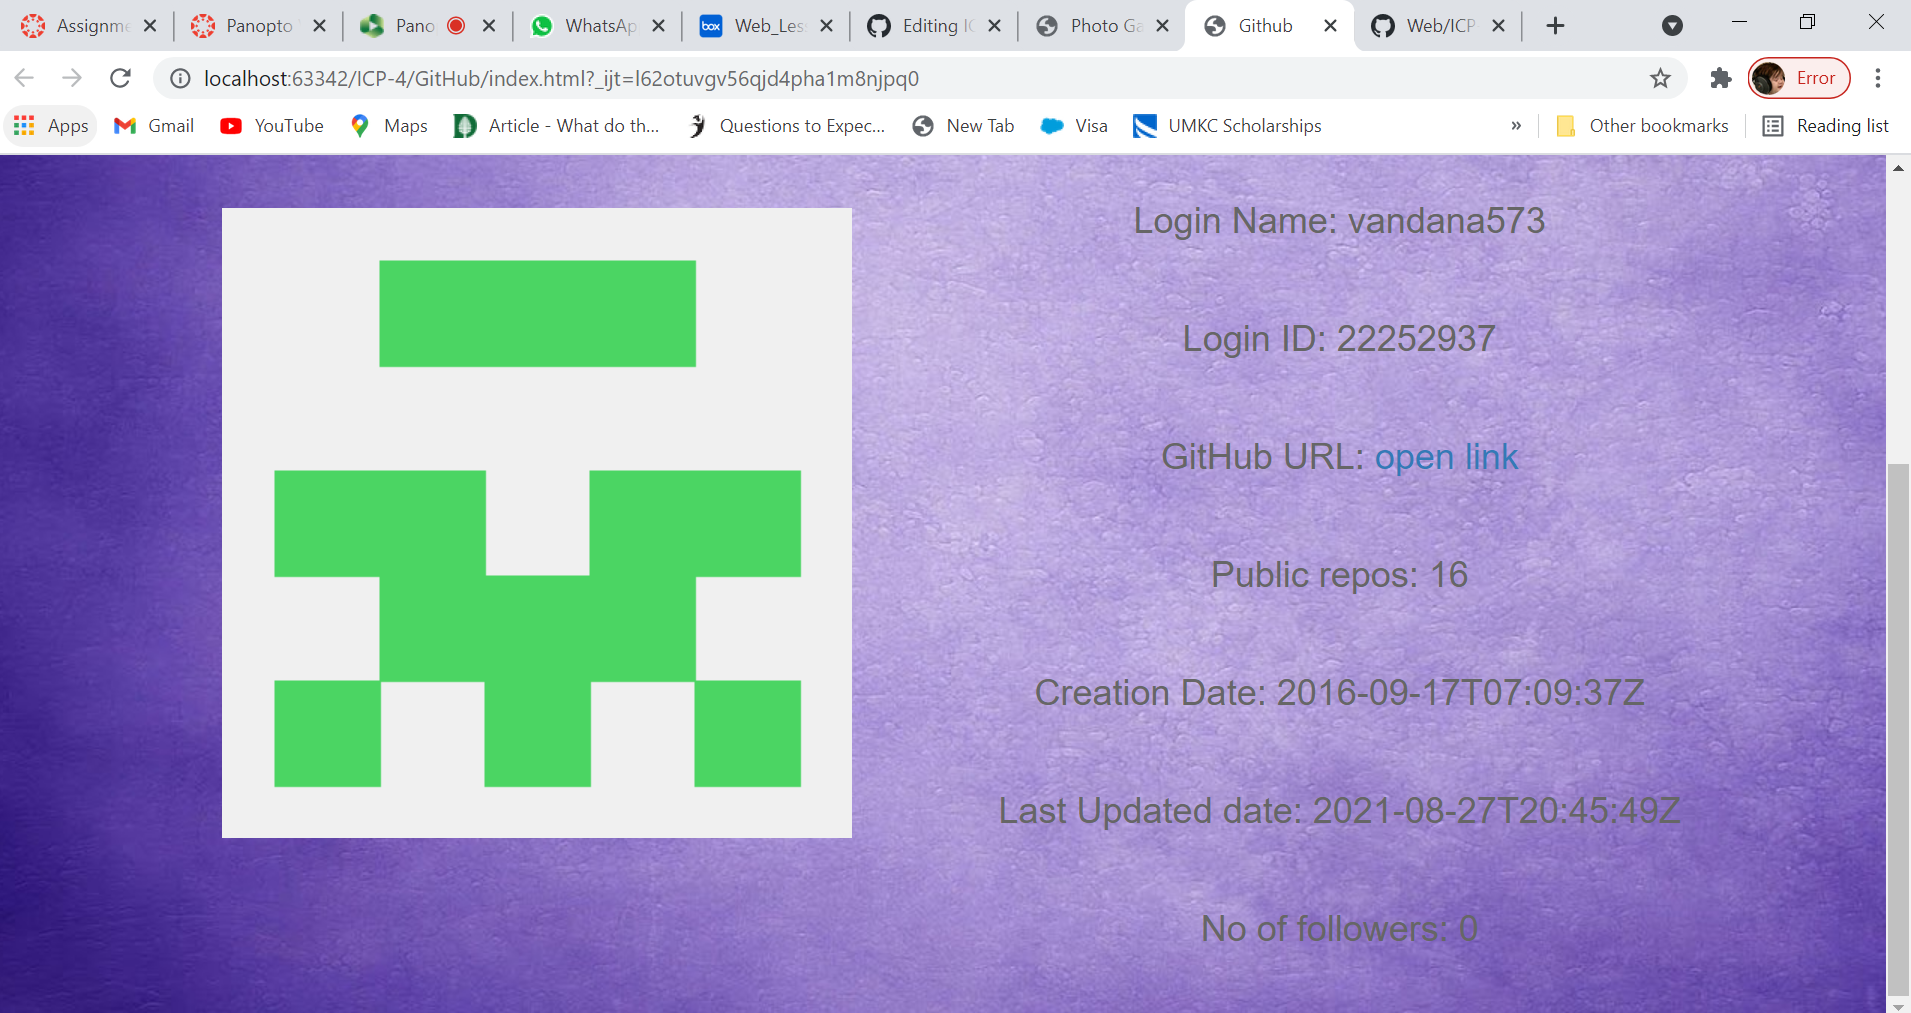 Assignme
Panopto
Pano
WhatsAp
Web_Les
Editing IC
Photo Ga
Github
Web/ICP
localhost:63342/ICP-4/GitHub/index.html?_ijt=l62otuvgv56qjd4pha1m8njpq0
Error
Apps
Gmail
YouTube
Maps
Article - What do th...
Questions to Expec...
New Tab
Visa
UMKC Scholarships
»
Other bookmarks
Reading list
Login Name: vandana573
Login ID: 22252937
GitHub URL: open link
Public repos: 16
Creation Date: 2016-09-17T07:09:37Z
Last Updated date: 2021-08-27T20:45:49Z
No of followers: 0